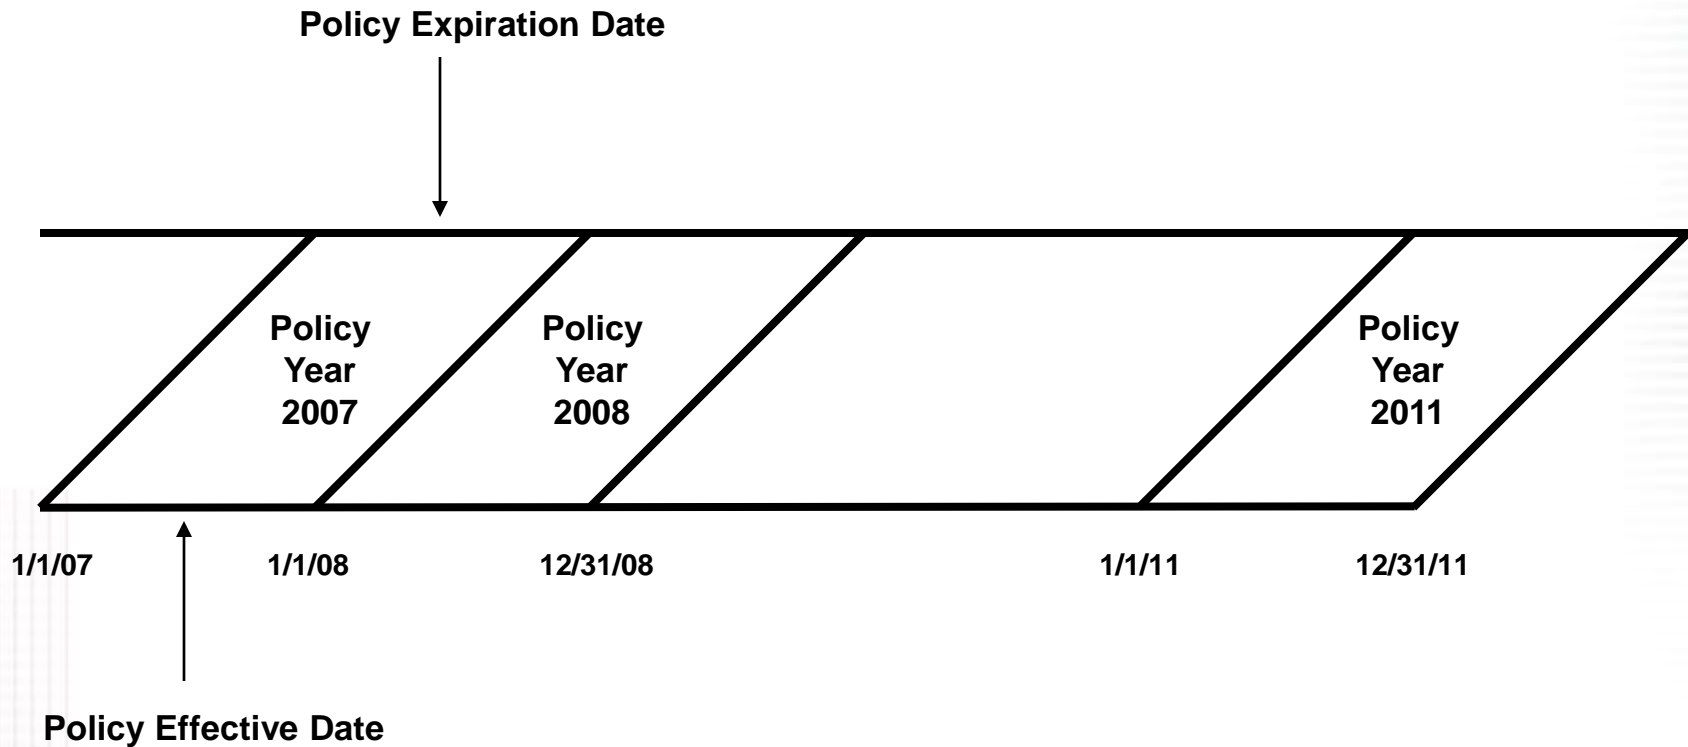 Policy Expiration Date
Policy
Year
2007
Policy
Year
2008
Policy
Year
2011
1/1/07
1/1/08
12/31/08
1/1/11
12/31/11
Policy Effective Date